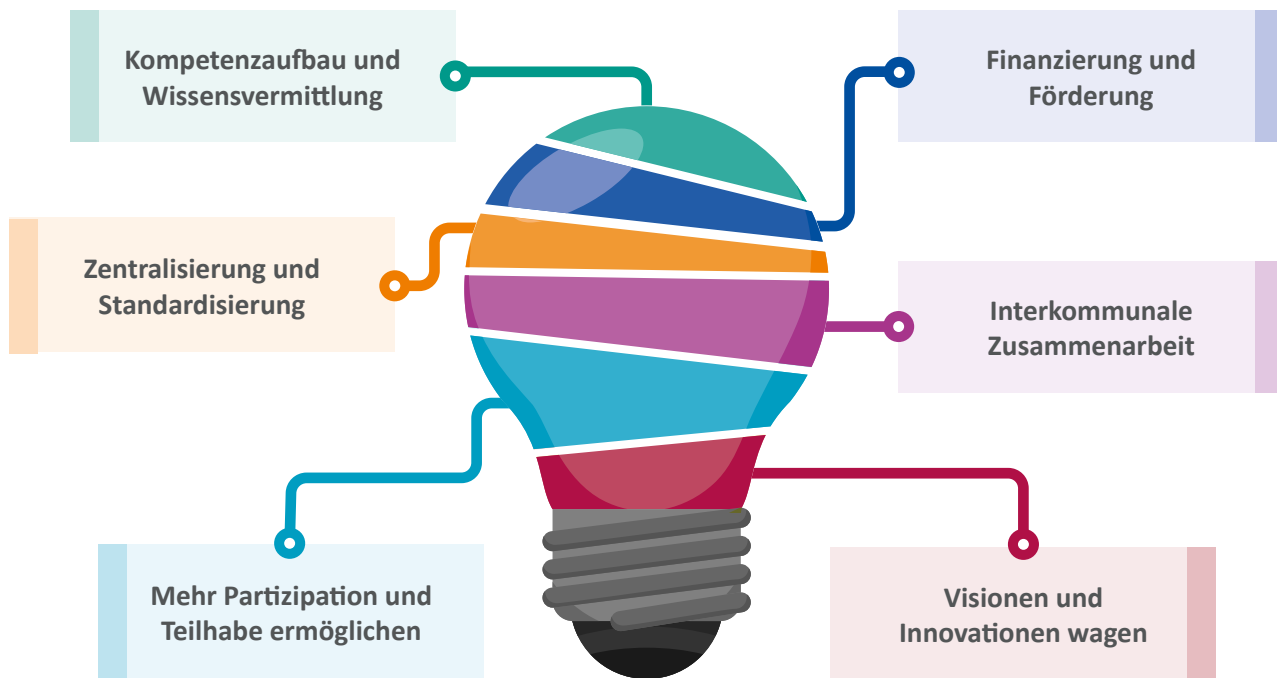 Kompetenzaufbau und
Wissensvermittlung
Finanzierung und
Förderung
Zentralisierung und
Standardisierung
Interkommunale
Zusammenarbeit
Mehr Partizipation und
Teilhabe ermöglichen
Visionen und
Innovationen wagen